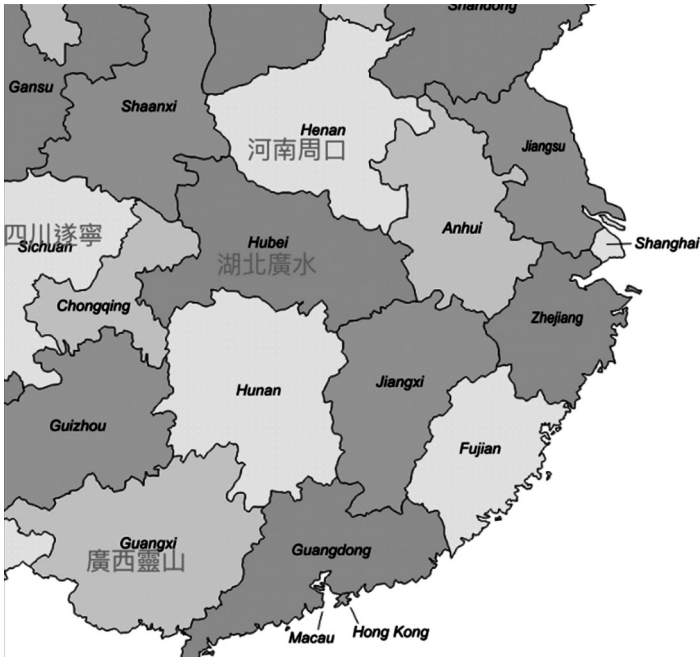 Shandong
Gansu
Shaanxi
Henan
河南周口
Jiangsu
四川遂寧
Sichuan
Hubei
湖北廣水
Anhui
Shanghai
Chongqing
Zhejiang
Hunan
Jiangxi
Guizhou
Fujian
Guangxi
廣西靈山
Guangdong
Macau
Hong Kong